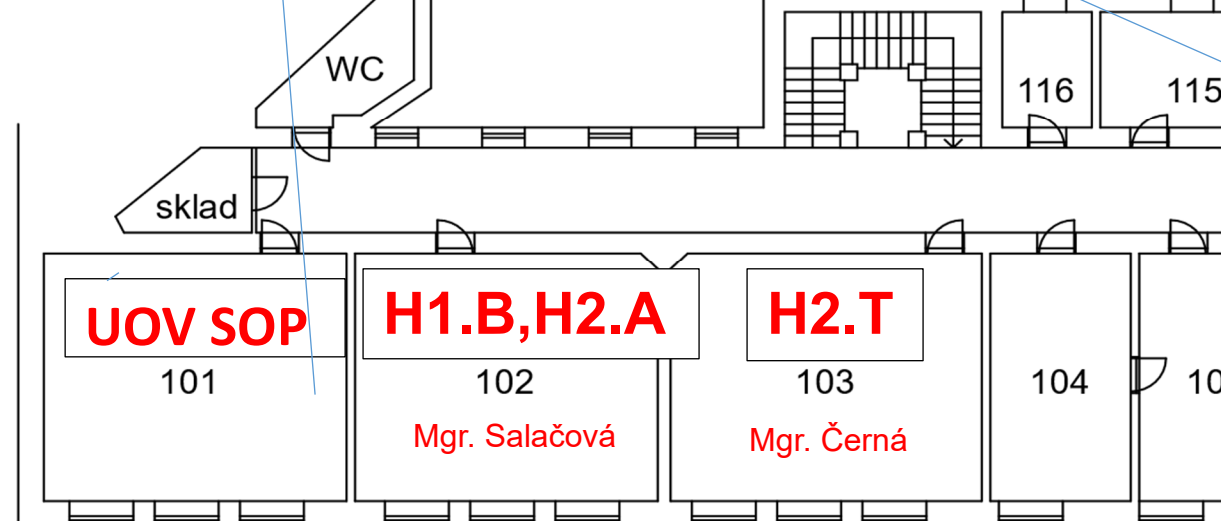 WC
116
115
sklad
UOV SOP
H1.B,H2.A
H2.T
101
102
103
104
Mgr. Salačová
Mgr. Černá